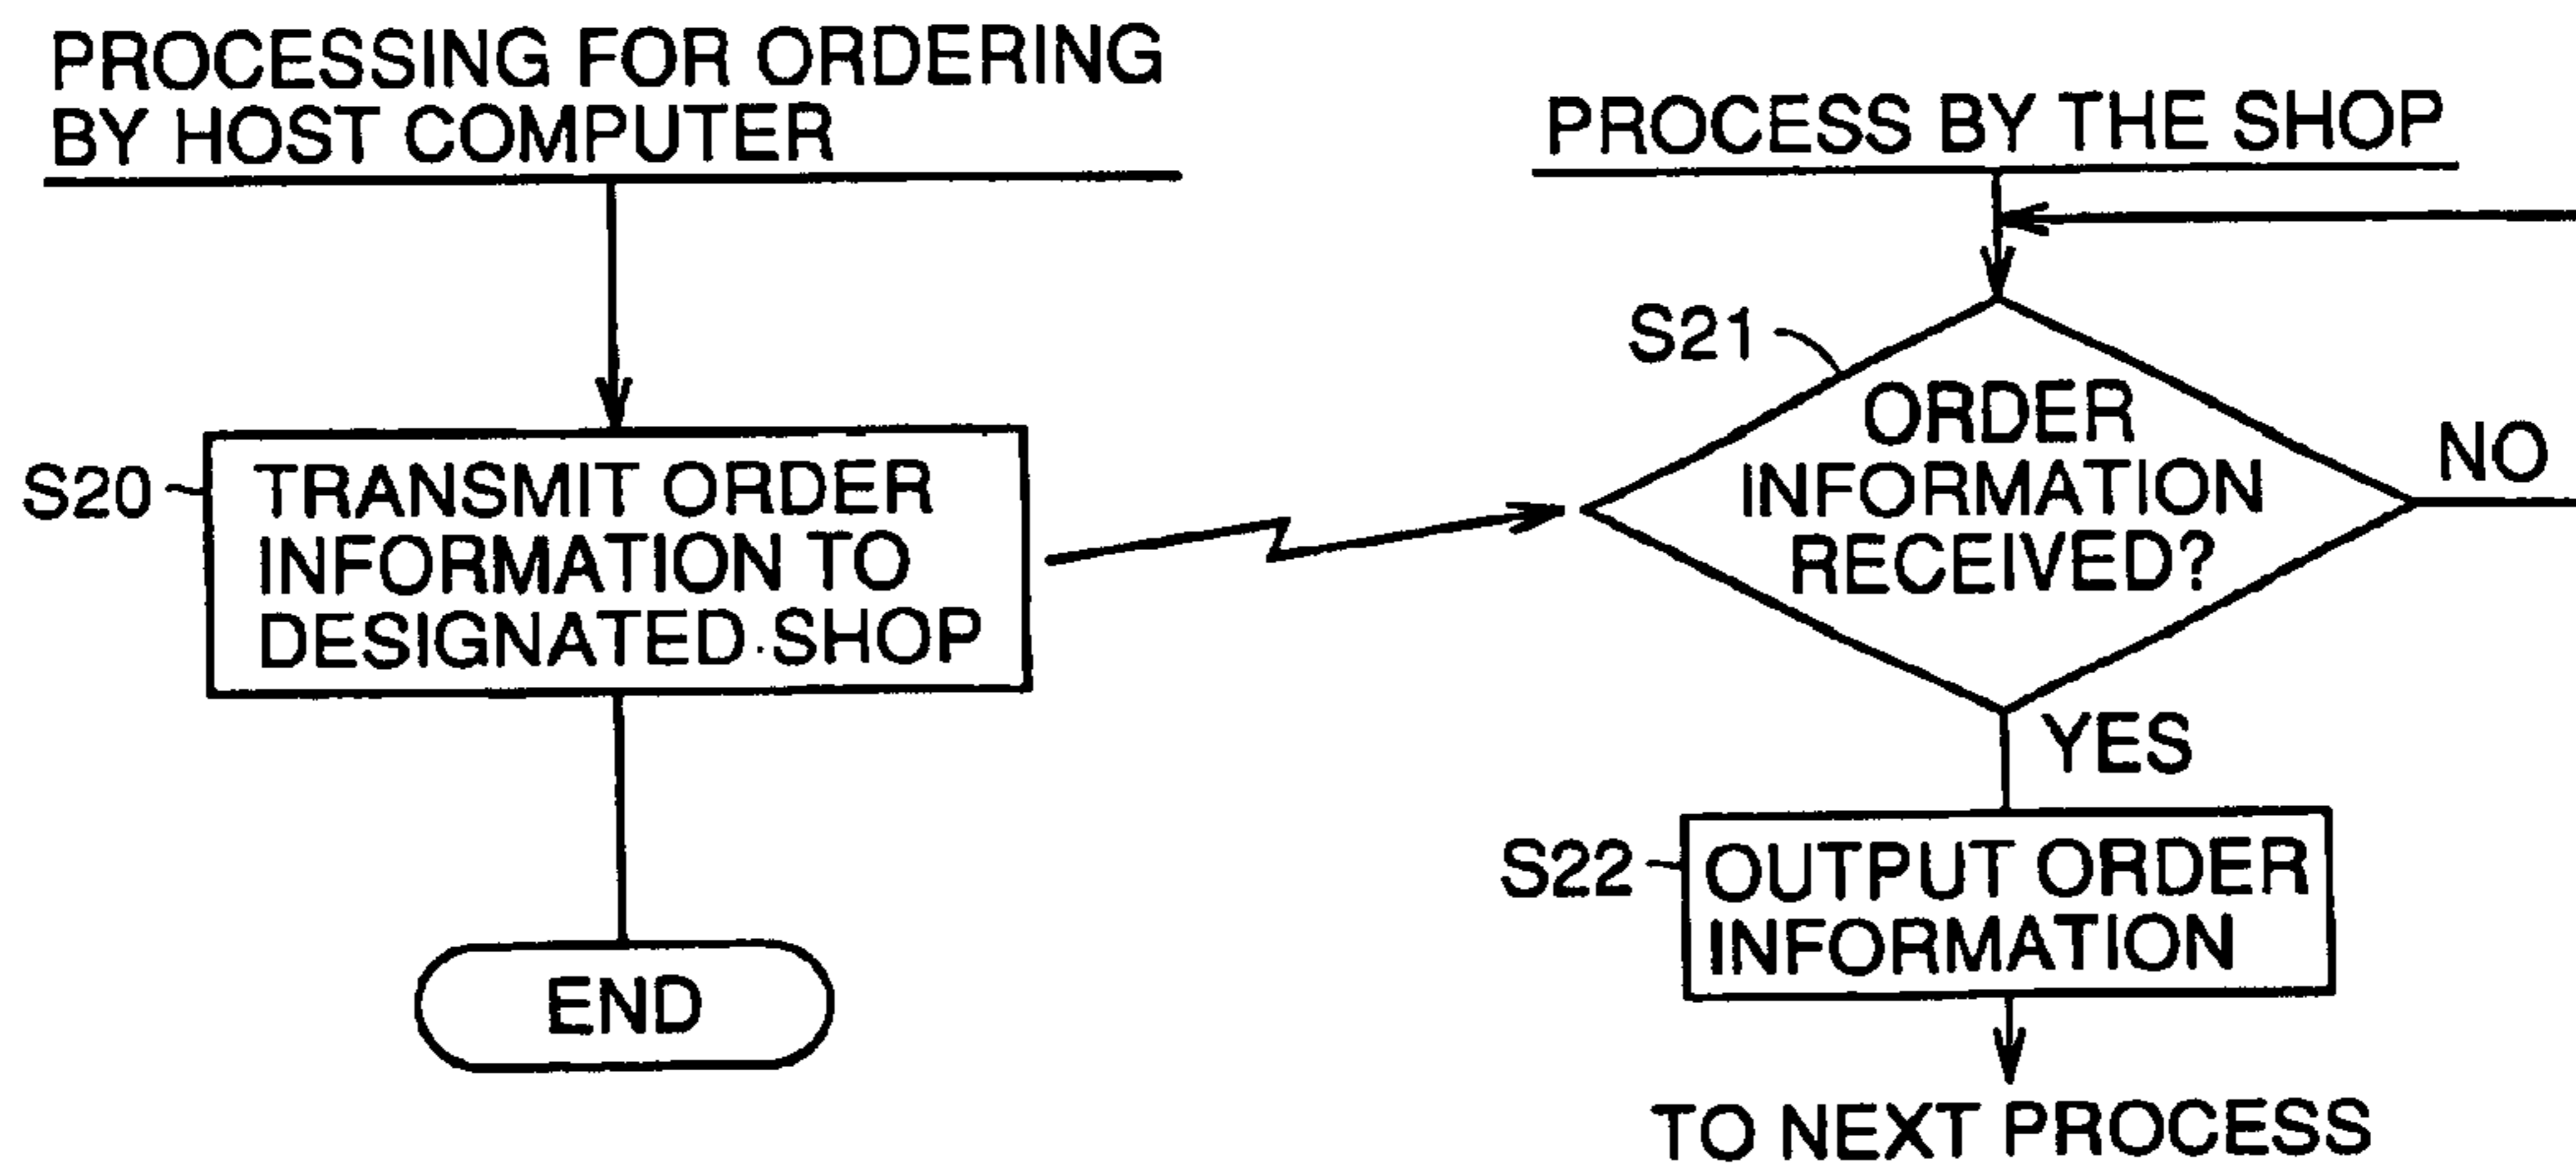 PROCESSING FOR ORDERING
BY HOST COMPUTER
S20
TRANSMIT ORDER
INFORMATION TO
DESIGNATED SHOP
END
PROCESS BY THE SHOP
S21
ORDER
INFORMATION
RECEIVED?
NO
YES
S22
OUTPUT ORDER
INFORMATION
TO NEXT PROCESS